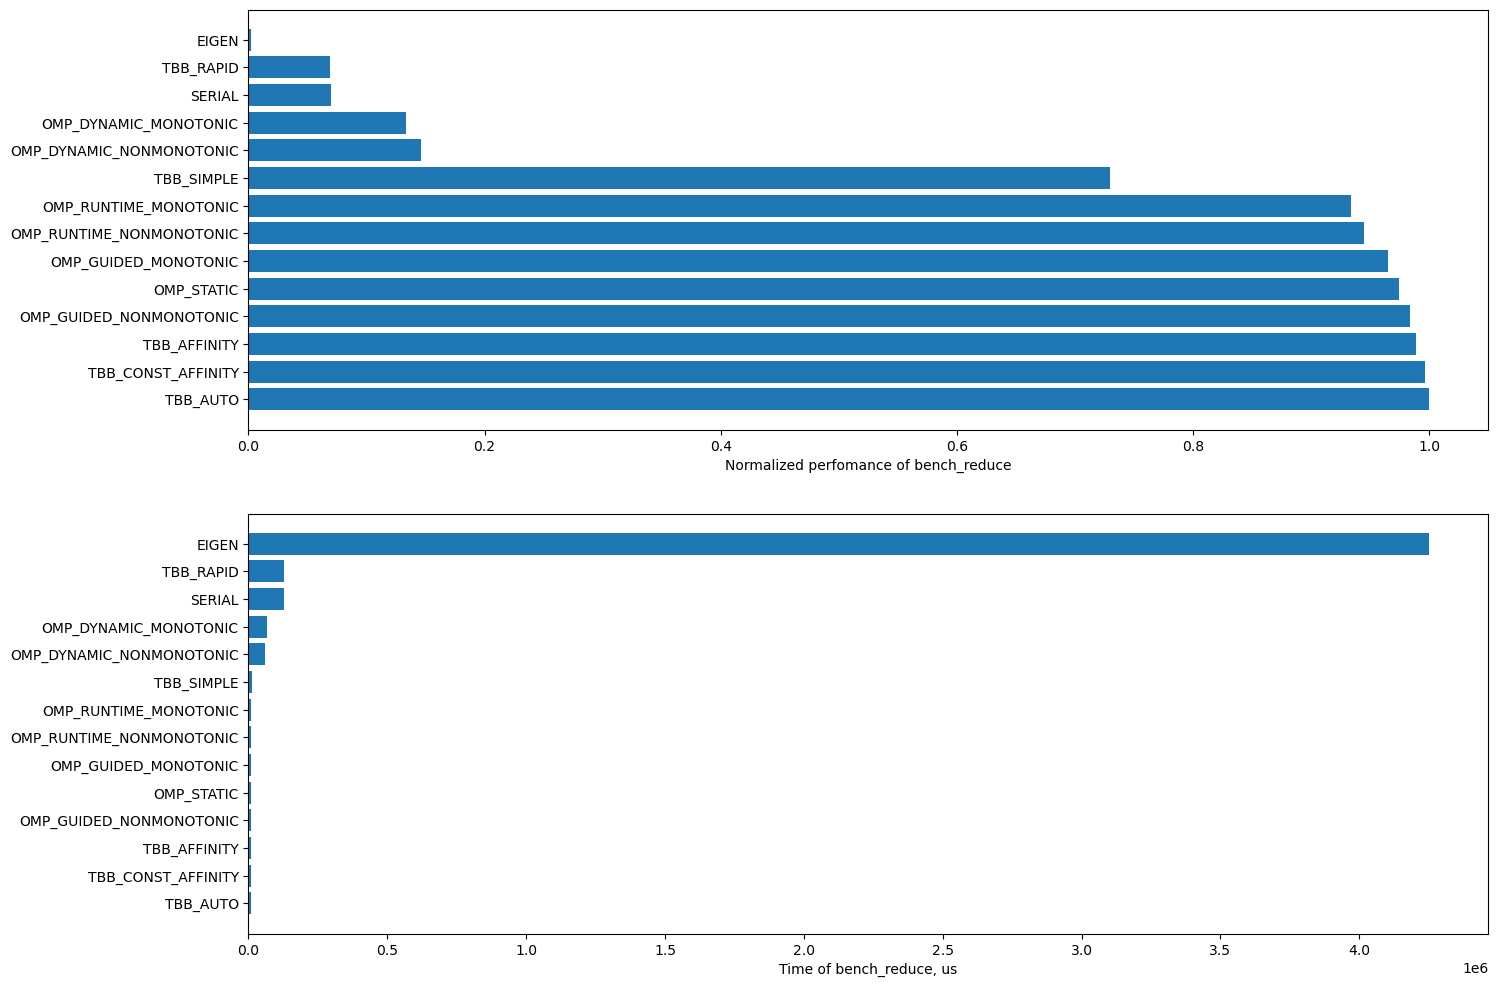 EIGEN
TBB_RAPID
SERIAL
OMP_DYNAMIC_MONOTONIC
OMP_DYNAMIC_NONMONOTONIC
TBB_SIMPLE
OMP_RUNTIME_MONOTONIC
OMP_RUNTIME_NONMONOTONIC
OMP_GUIDED_MONOTONIC
OMP_STATIC
OMP_GUIDED_NONMONOTONIC
TBB_AFFINITY
TBB_CONST_AFFINITY
TBB_AUTO
0.0 0.2 0.4 0.6 0.8 1.0
Normalized perfomance of bench_reduce
EIGEN
TBB_RAPID
SERIAL
OMP_DYNAMIC_MONOTONIC
OMP_DYNAMIC_NONMONOTONIC
TBB_SIMPLE
OMP_RUNTIME_MONOTONIC
OMP_RUNTIME_NONMONOTONIC
OMP_GUIDED_MONOTONIC
OMP_STATIC
OMP_GUIDED_NONMONOTONIC
TBB_AFFINITY
TBB_CONST_AFFINITY
TBB_AUTO
0.0 0.5 1.0 1.5 2.0 2.5 3.0 3.5 4.0
Time of bench_reduce, us
1e6